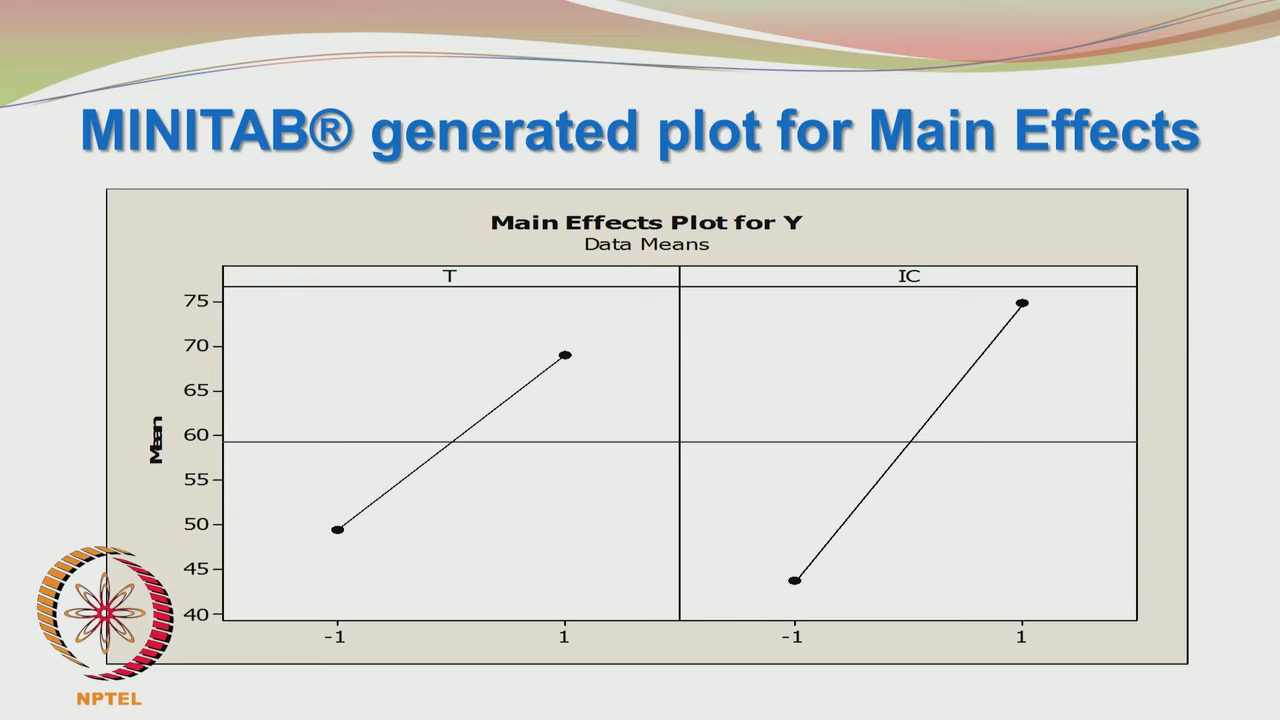 MINITAB® generated plot for Main Effects
Main Effects Plot for Y
Data Means
T
IC
75
70
65
60
55
50
45
40
Mean
-1
1
-1
1
NPTEL